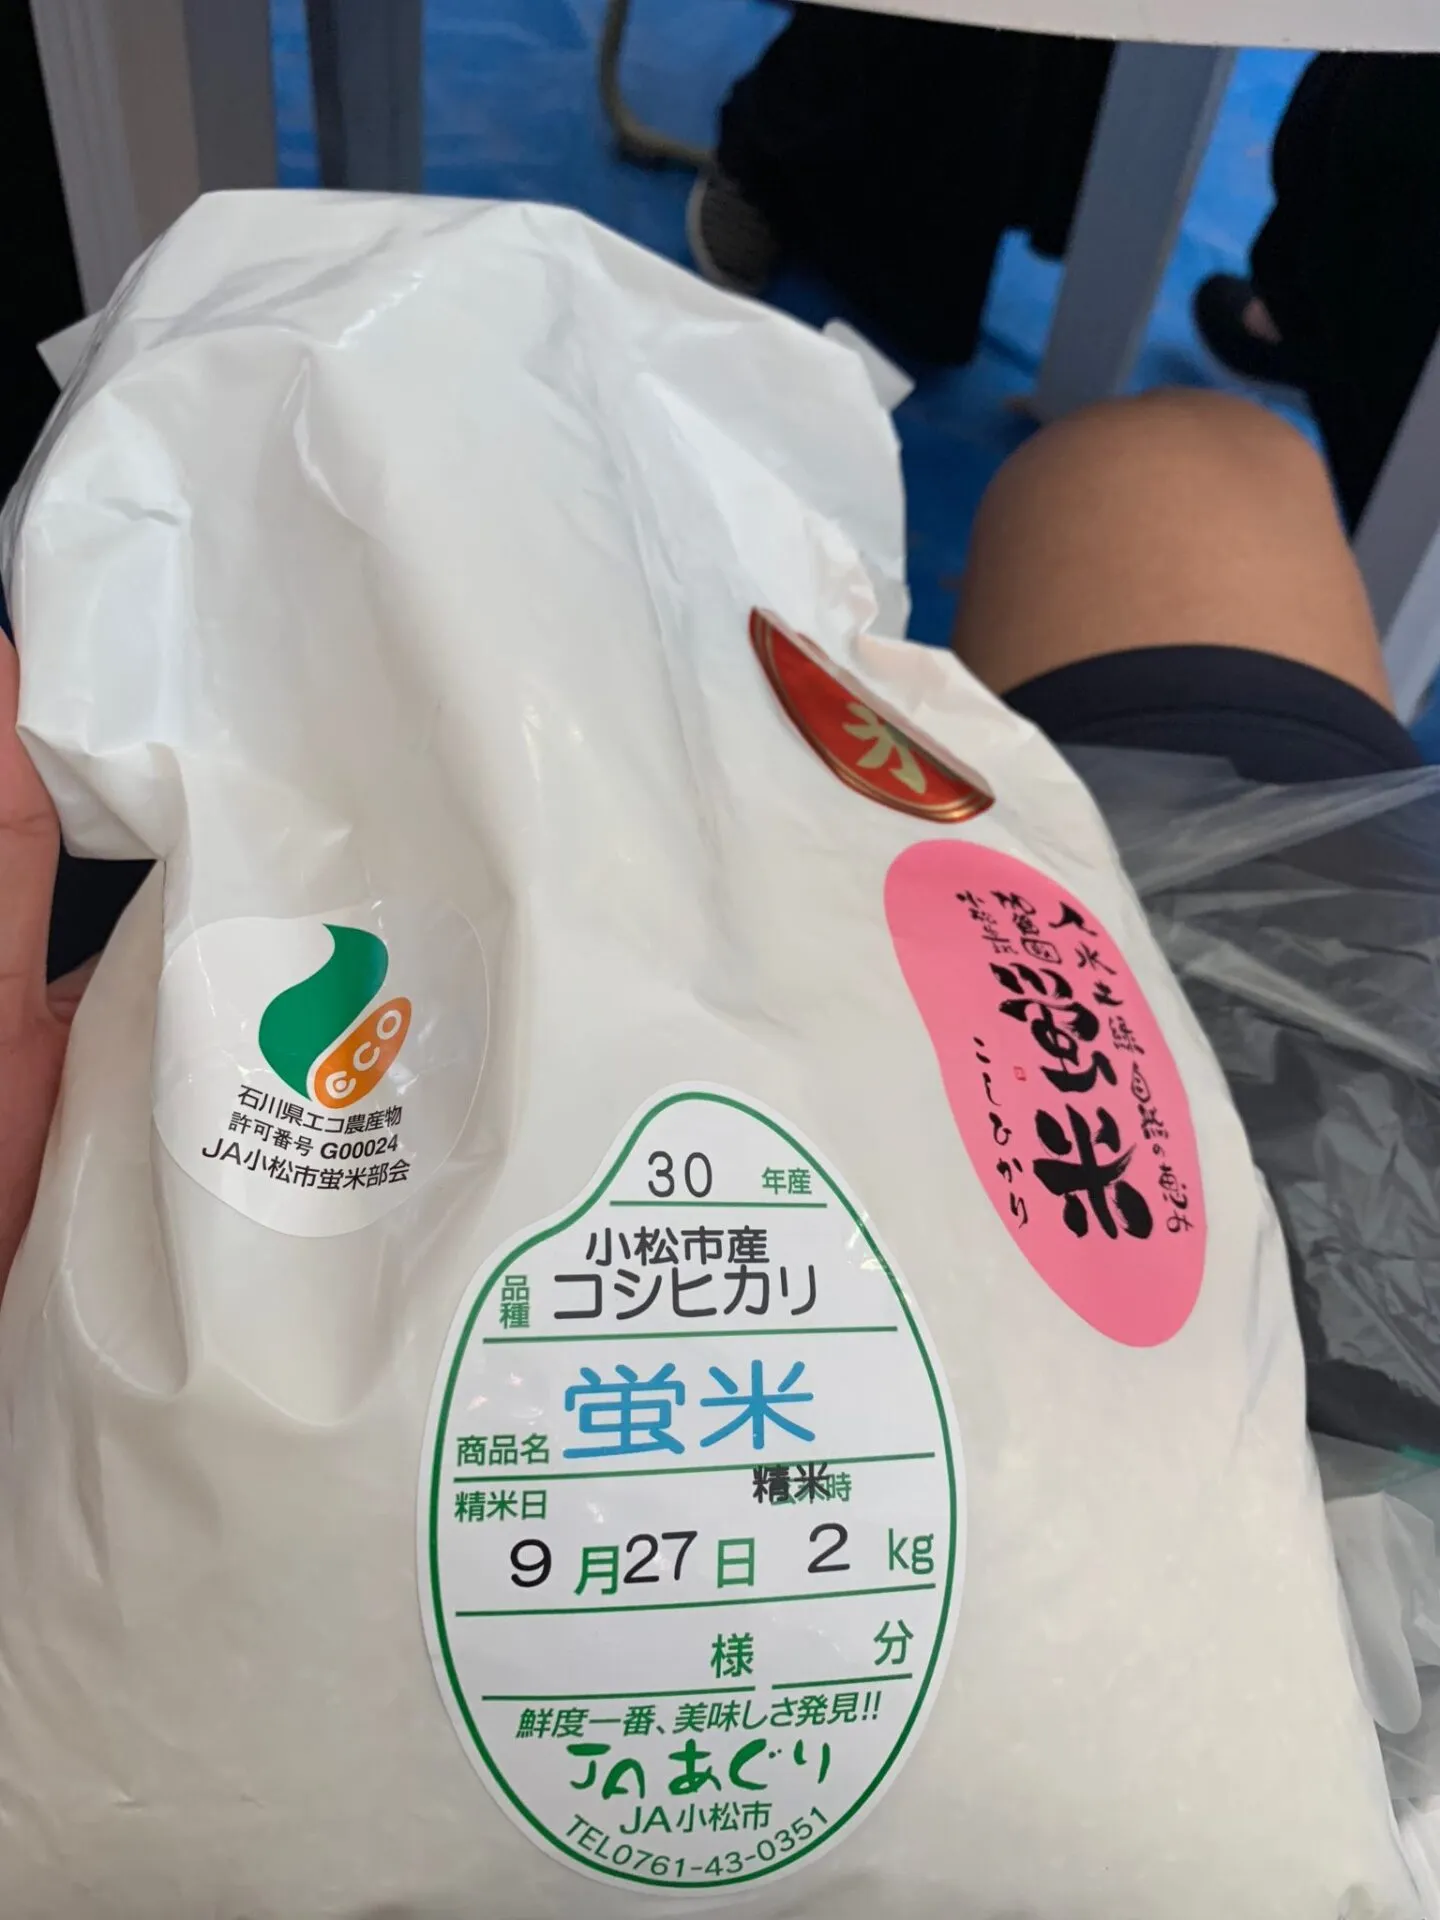 eco
石川県エコ農産物
許可番号 G00024
JA小松市蛍米部会
30 年産
小松市産
品種 コシヒカリ
商品名 蛍米
精米日 精米時
9月27日 2kg
様 分
鮮度一番、美味しさ発見!!
JAあぐり
JA小松市
TEL0761-43-0351
蛍米
こしひかり